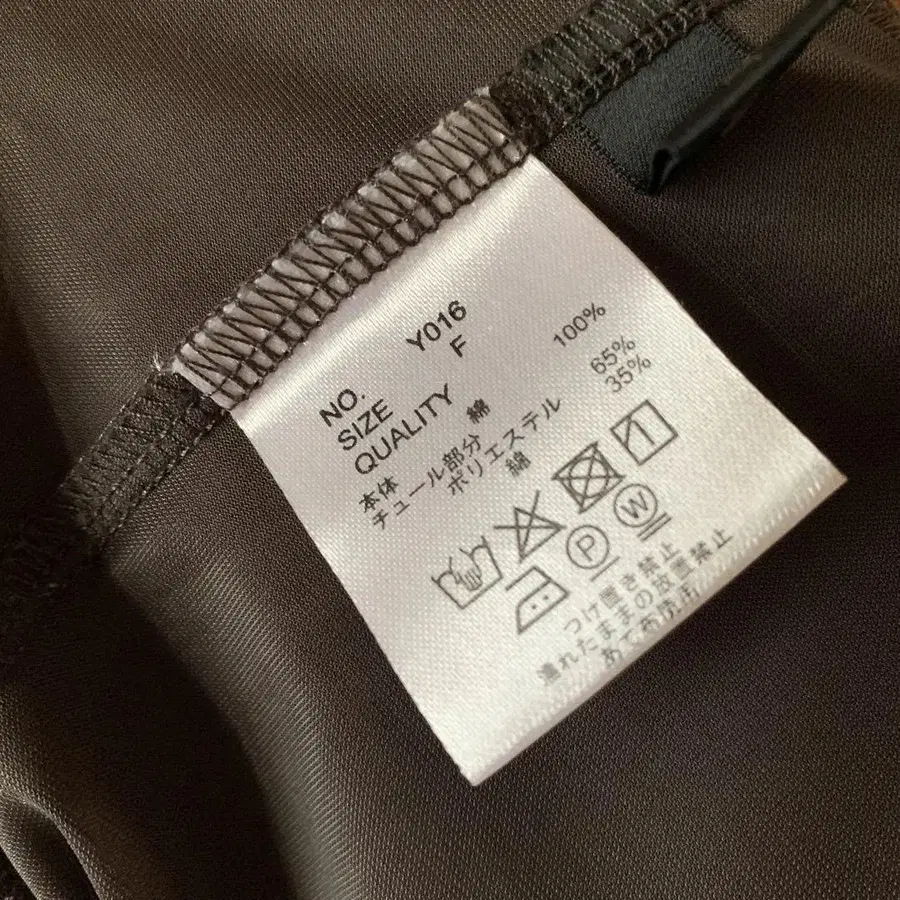 NO. Y016
SIZE F
QUALITY
本体 綿 100%
チュール部分
ポリエステル 65%
綿 35%
P W
つけ置き禁止
濡れたままの放置禁止
あて布使用